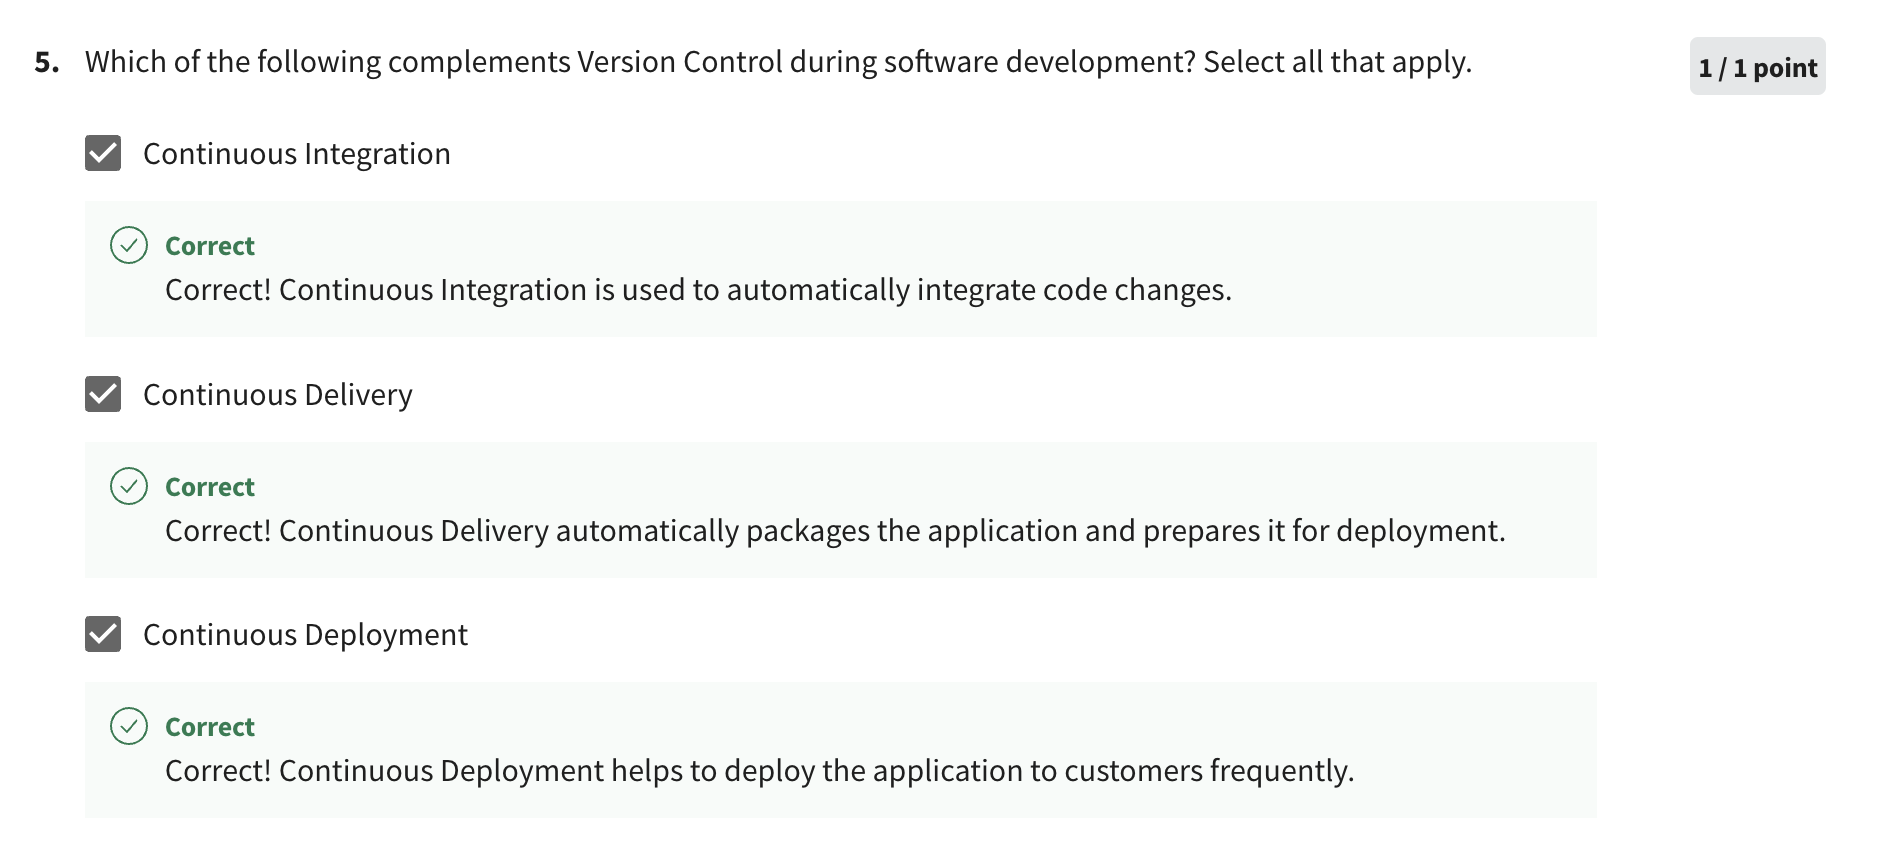 5. Which of the following complements Version Control during software development? Select all that apply.
1 / 1 point
Continuous Integration
Correct
Correct! Continuous Integration is used to automatically integrate code changes.
Continuous Delivery
Correct
Correct! Continuous Delivery automatically packages the application and prepares it for deployment.
Continuous Deployment
Correct
Correct! Continuous Deployment helps to deploy the application to customers frequently.